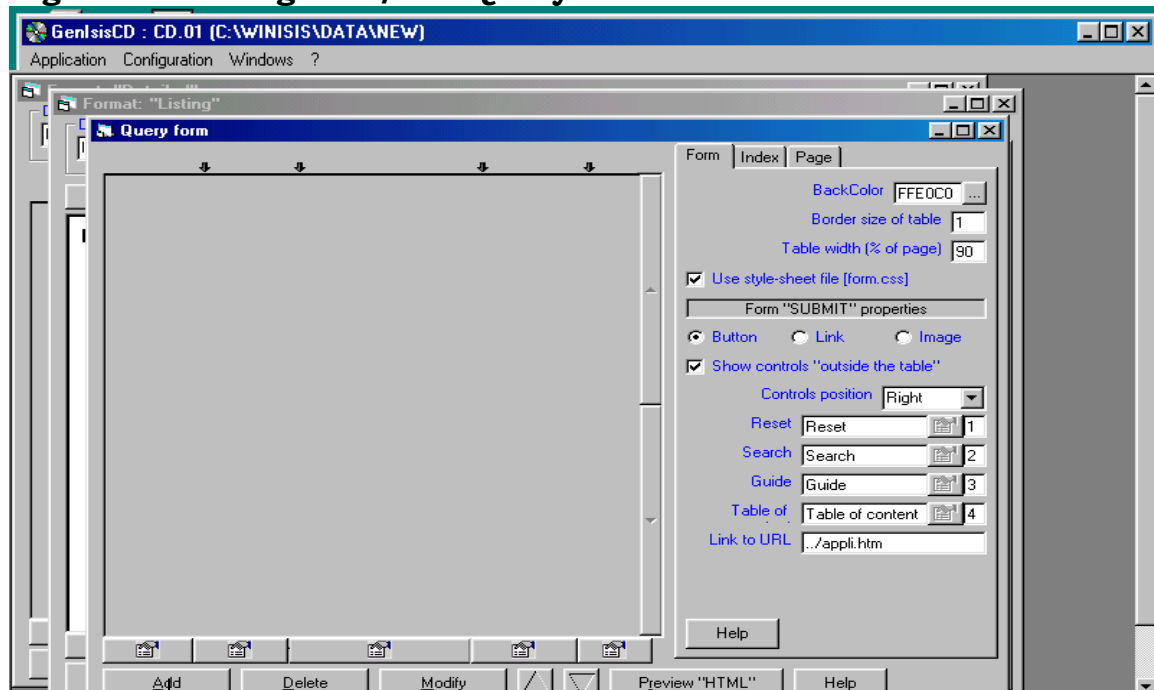 GenIsisCD : CD.01 (C:\WINISIS\DATA\NEW)
Application Configuration Windows ?
Format: "Listing"
Query form
Form Index Page
BackColor FFE0C0 ...
Border size of table 1
Table width (% of page) 90
Use style-sheet file [form.css]
Form "SUBMIT" properties
Button Link Image
Show controls "outside the table"
Controls position Right
Reset Reset 1
Search Search 2
Guide Guide 3
Table of Table of content 4
Link to URL ../appli.htm
Help
Add Delete Modify Preview "HTML" Help